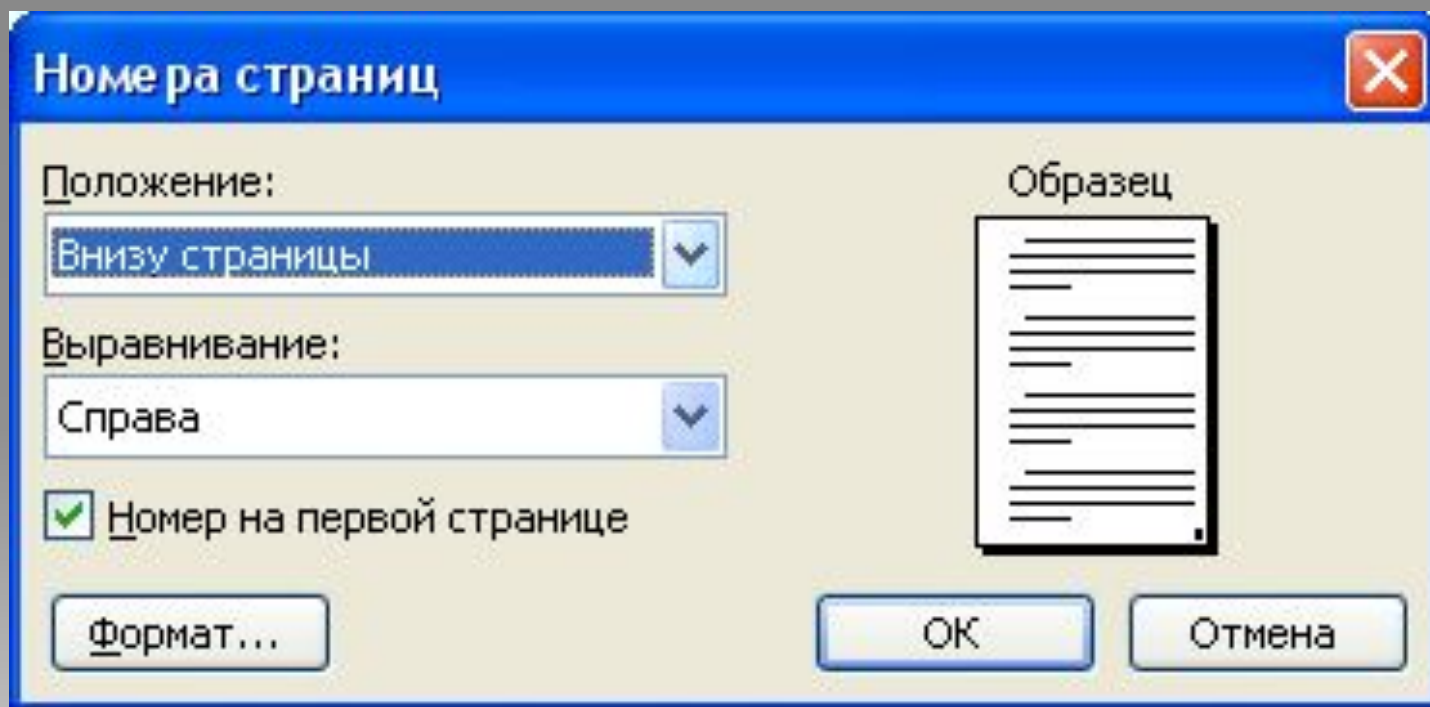 Номера страниц
Положение:
Образец
Внизу страницы
Выравнивание:
Справа
Номер на первой странице
Формат...
ОК
Отмена